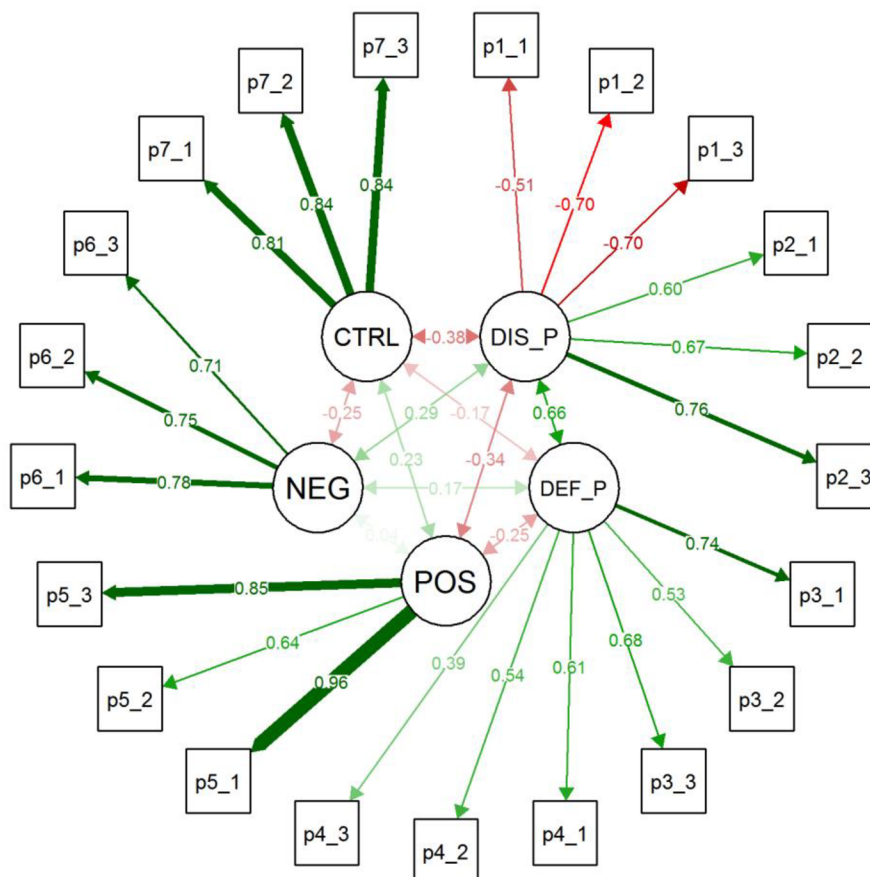 p7_3
p1_1
p7_2
p1_2
p7_1
p1_3
p6_3
p2_1
p6_2
p2_2
p6_1
p2_3
p5_3
p3_1
p5_2
p3_2
p5_1
p3_3
p4_3
p4_2
p4_1
CTRL
DIS_P
NEG
DEF_P
POS
0.81
0.84
0.84
-0.51
-0.70
-0.70
0.60
0.67
0.76
0.71
0.75
0.78
-0.38
-0.25
0.29
-0.17
0.66
0.23
-0.34
0.17
-0.25
0.85
0.64
0.96
0.39
0.54
0.61
0.68
0.53
0.74